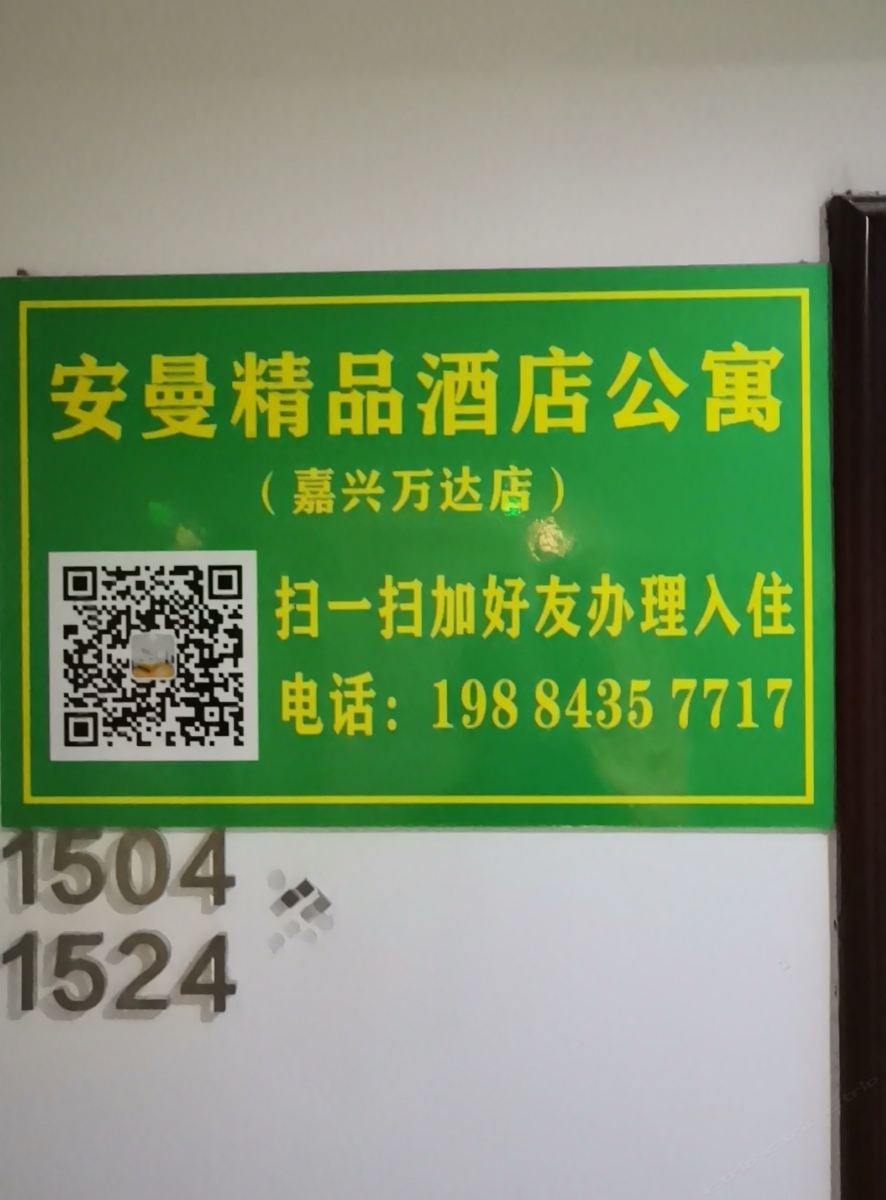 安曼精品酒店公寓
（嘉兴万达店）
扫一扫加好友办理入住
电话：198 8435 7717
1504
1524